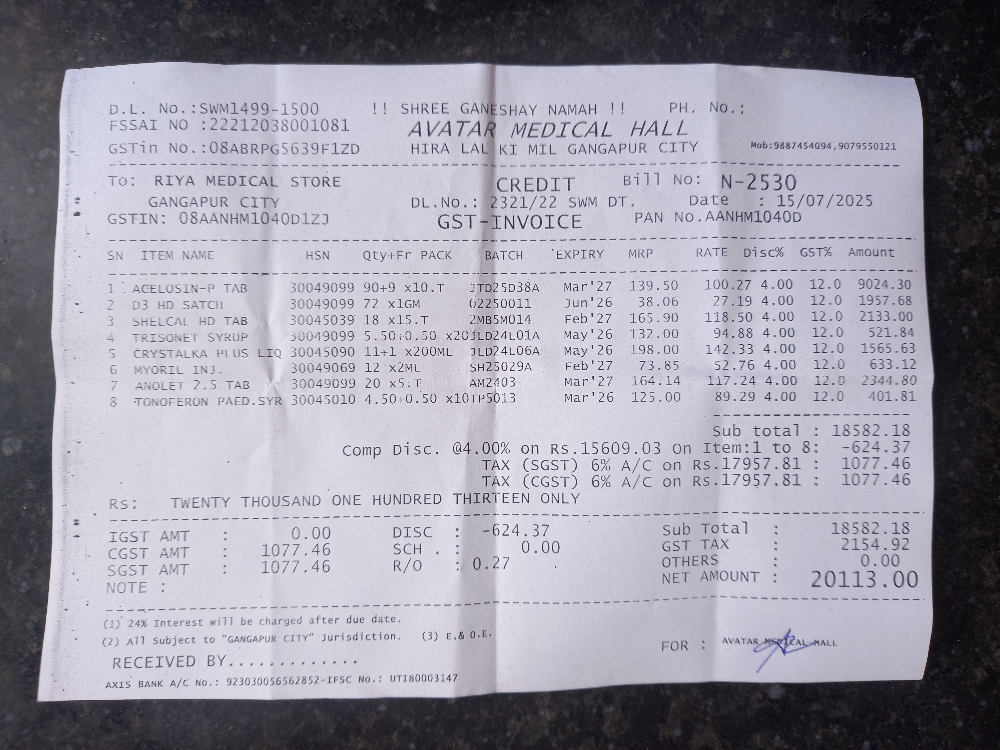 D.L. No.:SWM1499-1500 !! SHREE GANESHAY NAMAH !! PH. No.:
FSSAI NO :22212038001081 AVATAR MEDICAL HALL
GSTin No.:08ABRPG5639F1ZD HIRA LAL KI MIL GANGAPUR CITY Mob:9887454094,9079550121
To: RIYA MEDICAL STORE CREDIT Bill No: N-2530
GANGAPUR CITY DL.No.: 2321/22 SWM DT. Date : 15/07/2025
GSTIN: 08AANHM1040D1ZJ GST-INVOICE PAN No.AANHM1040D
SN ITEM NAME HSN Qty+Fr PACK BATCH EXPIRY MRP RATE Disc% GST% Amount
1 ACELOSIN-P TAB 30049099 90+9 x10.T JTD25D38A Mar'27 139.50 100.27 4.00 12.0 9024.30
2 D3 HD SATCH 30049099 72 x1GM 02250011 Jun'26 38.06 27.19 4.00 12.0 1957.68
3 SHELCAL HD TAB 30045039 18 x15.T 2MB5M014 Feb'27 165.90 118.50 4.00 12.0 2133.00
4 TRISONET SYRUP 30049099 5.50+0.50 x20JLD24L01A May'26 132.00 94.88 4.00 12.0 521.84
5 CRYSTALKA PLUS LIQ 30045090 11+1 x200ML JLD24L06A May'26 198.00 142.33 4.00 12.0 1565.63
6 MYORIL INJ. 30049069 12 x2ML SH25029A Feb'27 73.85 52.76 4.00 12.0 633.12
7 ANOLET 2.5 TAB 30049099 20 x5.T AM2403 Mar'27 164.14 117.24 4.00 12.0 2344.80
8 TONOFERON PAED.SYR 30045010 4.50+0.50 x10TP5013 Mar'26 125.00 89.29 4.00 12.0 401.81
Sub total : 18582.18
Comp Disc. @4.00% on Rs.15609.03 On Item:1 to 8: -624.37
TAX (SGST) 6% A/C on Rs.17957.81 : 1077.46
TAX (CGST) 6% A/C on Rs.17957.81 : 1077.46
Rs: TWENTY THOUSAND ONE HUNDRED THIRTEEN ONLY
IGST AMT : 0.00 DISC : -624.37 Sub Total : 18582.18
CGST AMT : 1077.46 SCH . : 0.00 GST TAX : 2154.92
SGST AMT : 1077.46 R/O : 0.27 OTHERS : 0.00
NOTE : NET AMOUNT : 20113.00
(1) 24% Interest will be charged after due date.
(2) All Subject to "GANGAPUR CITY" Jurisdiction. (3) E.& O.E.
FOR : AVATAR MEDICAL HALL
RECEIVED BY.............
AXIS BANK A/C No.: 923030056562852-IFSC No.: UTIB0003147